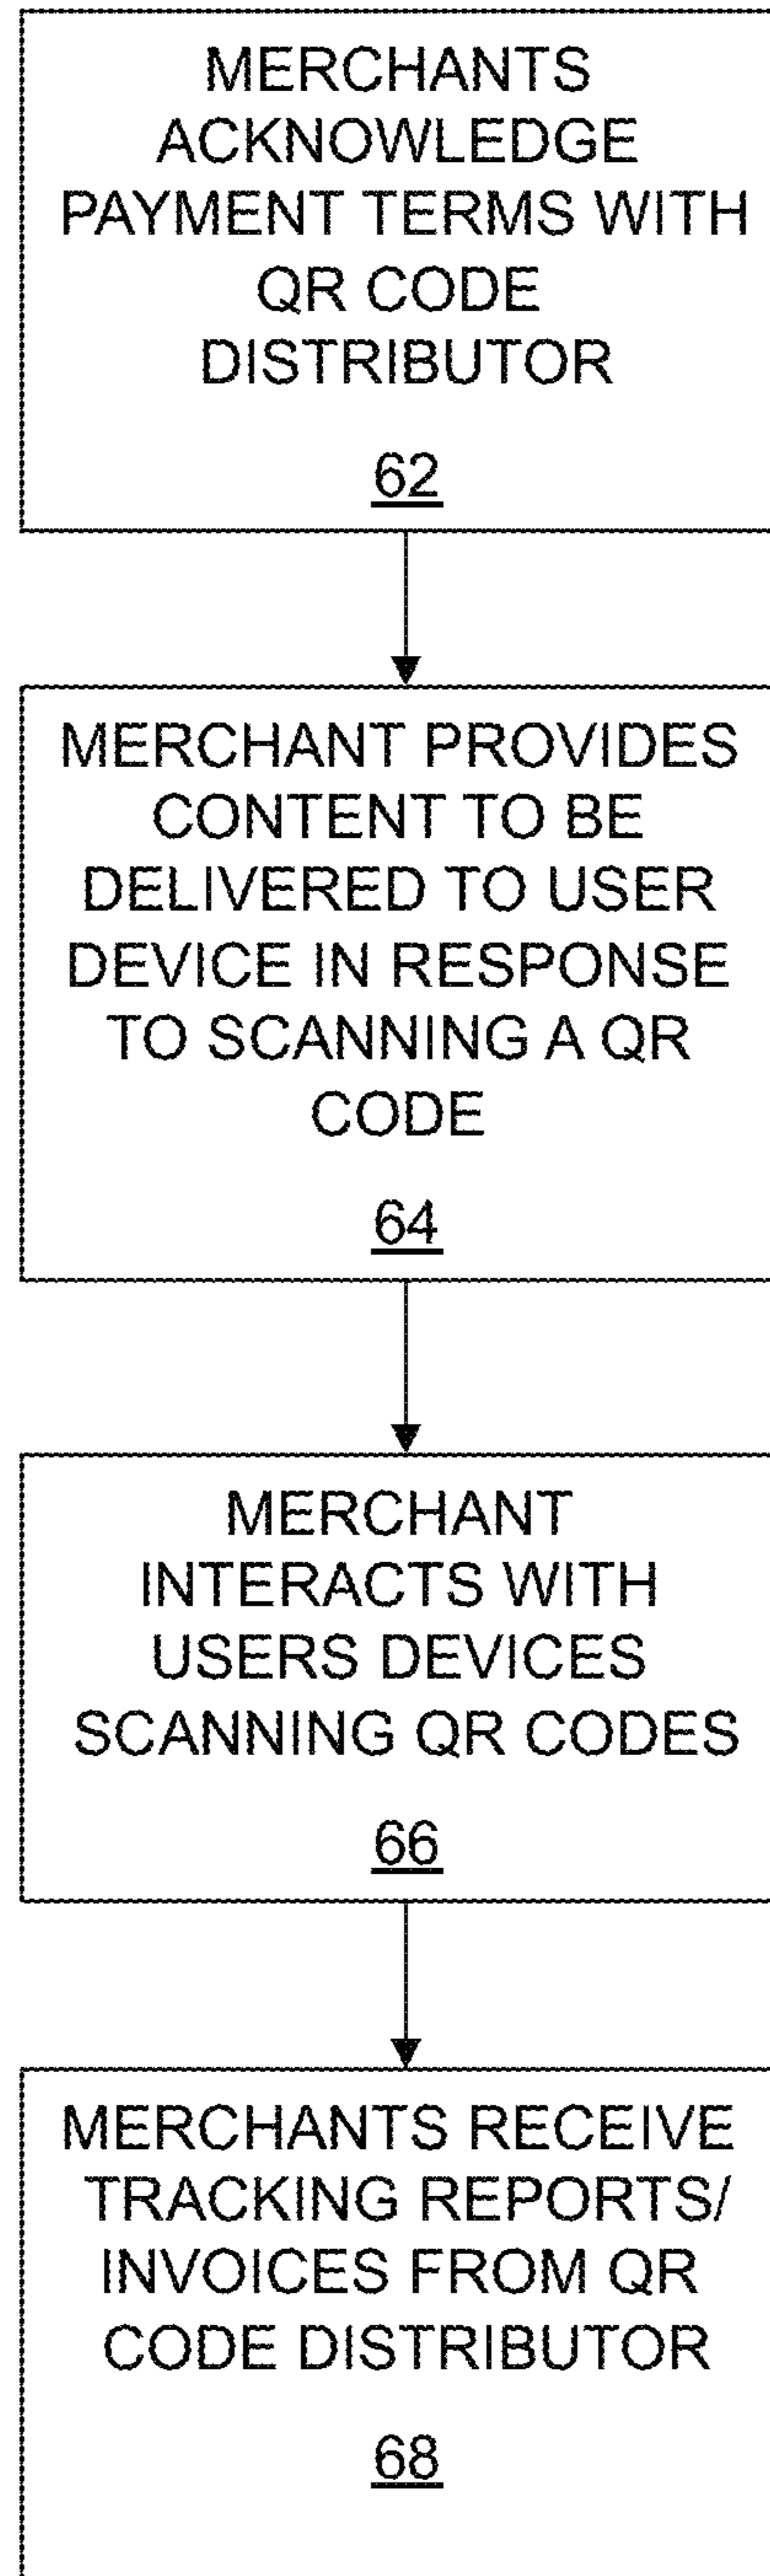 MERCHANTS
ACKNOWLEDGE
PAYMENT TERMS WITH
QR CODE
DISTRIBUTOR
62
MERCHANT PROVIDES
CONTENT TO BE
DELIVERED TO USER
DEVICE IN RESPONSE
TO SCANNING A QR
CODE
64
MERCHANT
INTERACTS WITH
USERS DEVICES
SCANNING QR CODES
66
MERCHANTS RECEIVE
TRACKING REPORTS/
INVOICES FROM QR
CODE DISTRIBUTOR
68